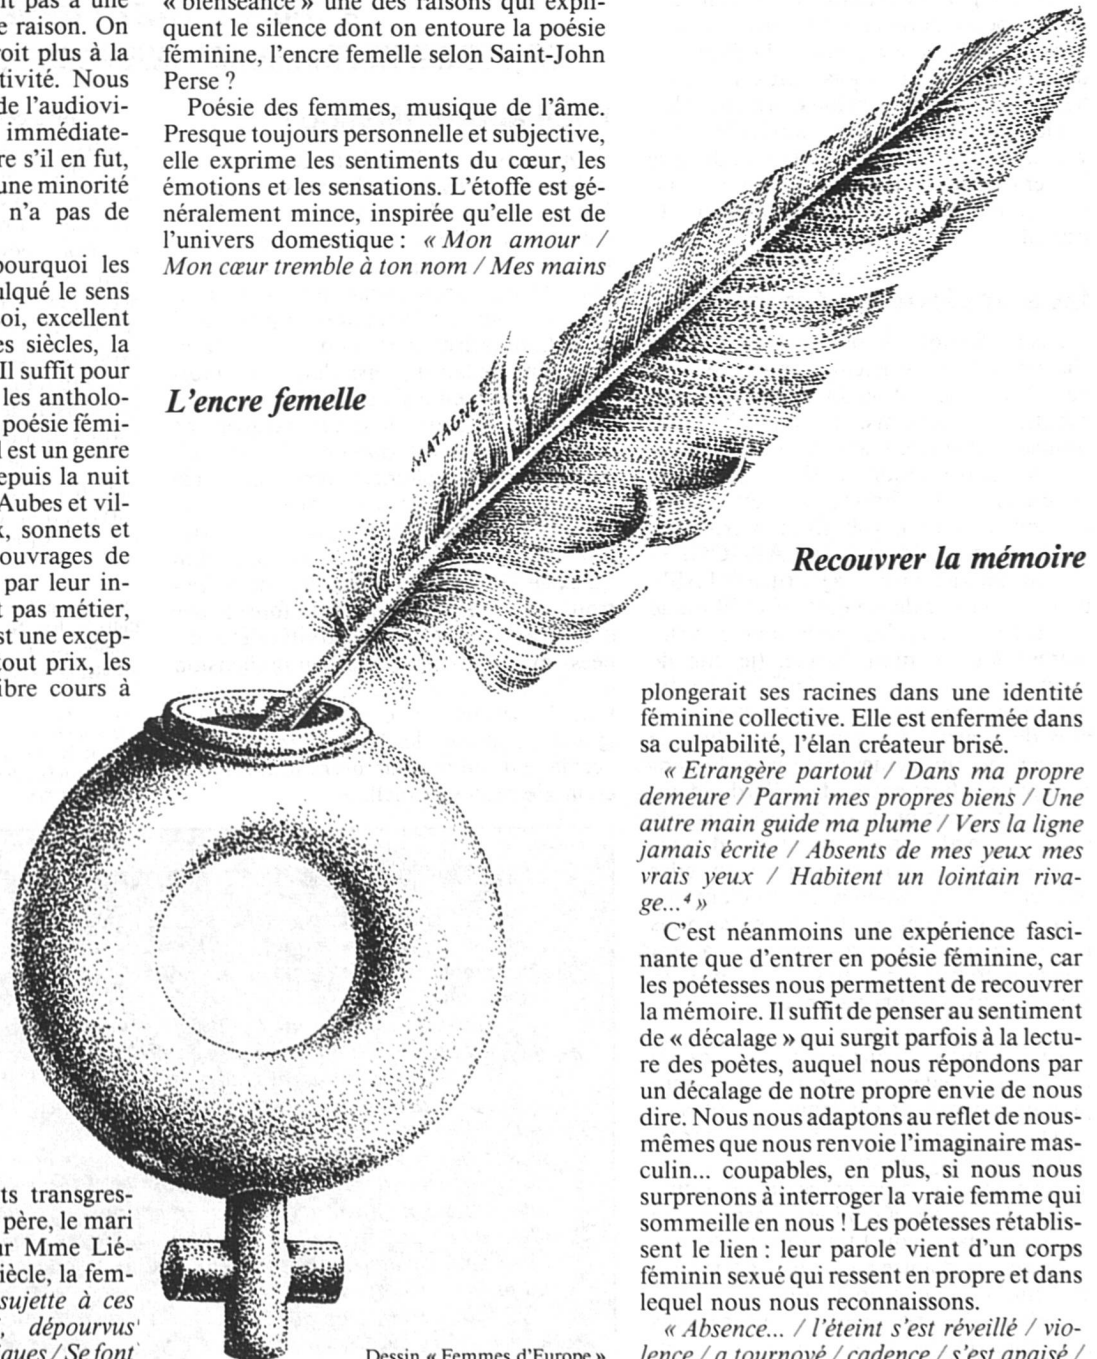 it pas à une
e raison. On
oit plus à la
tivité. Nous
de l'audiovi-
immédiate-
re s'il en fut,
une minorité
n'a pas de
pourquoi les
ulqué le sens
oi, excellent
es siècles, la
Il suffit pour
les antholo-
poésie fémi-
l est un genre
epuis la nuit
Aubes et vil-
x, sonnets et
ouvrages de
par leur in-
t pas métier,
st une excep-
tout prix, les
ibre cours à
ts transgres-
père, le mari
ur Mme Lié-
iècle, la fem-
sujette à ces
, dépourvus
iques / Se font
« bienséance » une des raisons qui expli-
quent le silence dont on entoure la poésie
féminine, l'encre femelle selon Saint-John
Perse ?
Poésie des femmes, musique de l'âme.
Presque toujours personnelle et subjective,
elle exprime les sentiments du cœur, les
émotions et les sensations. L'étoffe est gé-
néralement mince, inspirée qu'elle est de
l'univers domestique : « Mon amour /
Mon cœur tremble à ton nom / Mes mains
L'encre femelle
MATAGNE
Dessin « Femmes d'Europe »
Recouvrer la mémoire
plongerait ses racines dans une identité
féminine collective. Elle est enfermée dans
sa culpabilité, l'élan créateur brisé.
« Etrangère partout / Dans ma propre
demeure / Parmi mes propres biens / Une
autre main guide ma plume / Vers la ligne
jamais écrite / Absents de mes yeux mes
vrais yeux / Habitent un lointain riva-
ge...⁴ »
C'est néanmoins une expérience fasci-
nante que d'entrer en poésie féminine, car
les poétesses nous permettent de recouvrer
la mémoire. Il suffit de penser au sentiment
de « décalage » qui surgit parfois à la lectu-
re des poètes, auquel nous répondons par
un décalage de notre propre envie de nous
dire. Nous nous adaptons au reflet de nous-
mêmes que nous renvoie l'imaginaire mas-
culin... coupables, en plus, si nous nous
surprenons à interroger la vraie femme qui
sommeille en nous ! Les poétesses rétablis-
sent le lien : leur parole vient d'un corps
féminin sexué qui ressent en propre et dans
lequel nous nous reconnaissons.
« Absence... / l'éteint s'est réveillé / vio-
lence / a tournoyé / cadence / s'est apaisé /